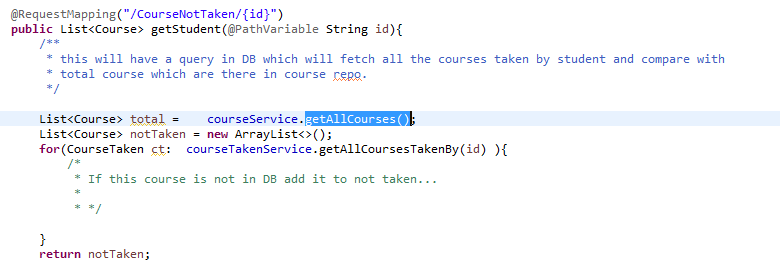 @RequestMapping("/CourseNotTaken/{id}")
public List<Course> getStudent(@PathVariable String id){
/**
* this will have a query in DB which will fetch all the courses taken by student and compare with
* total course which are there in course repo.
*/
List<Course> total = courseService.getAllCourses();
List<Course> notTaken = new ArrayList<>();
for(CourseTaken ct: courseTakenService.getAllCoursesTakenBy(id) ){
/*
* If this course is not in DB add it to not taken...
*
* */
}
return notTaken;